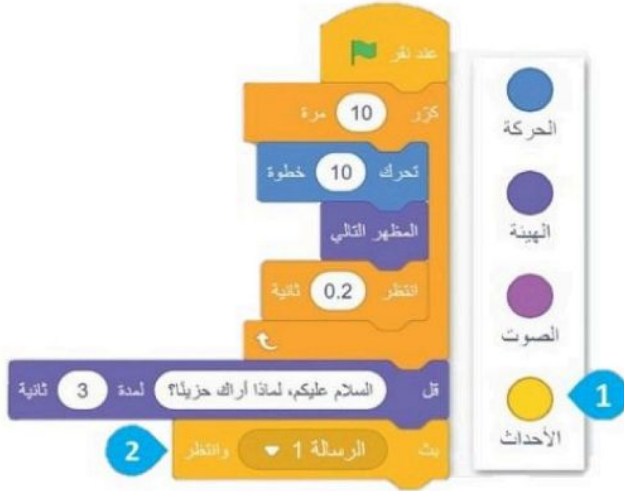 عند نقر
كرّر 10 مرة
تحرك 10 خطوة
المظهر التالي
انتظر 0.2 ثانية
قل السلام عليكم، لماذا أراك حزينًا؟ لمدة 3 ثانية
بث الرسالة 1 وانتظر
2
الحركة
الهيئة
الصوت
الأحداث
1